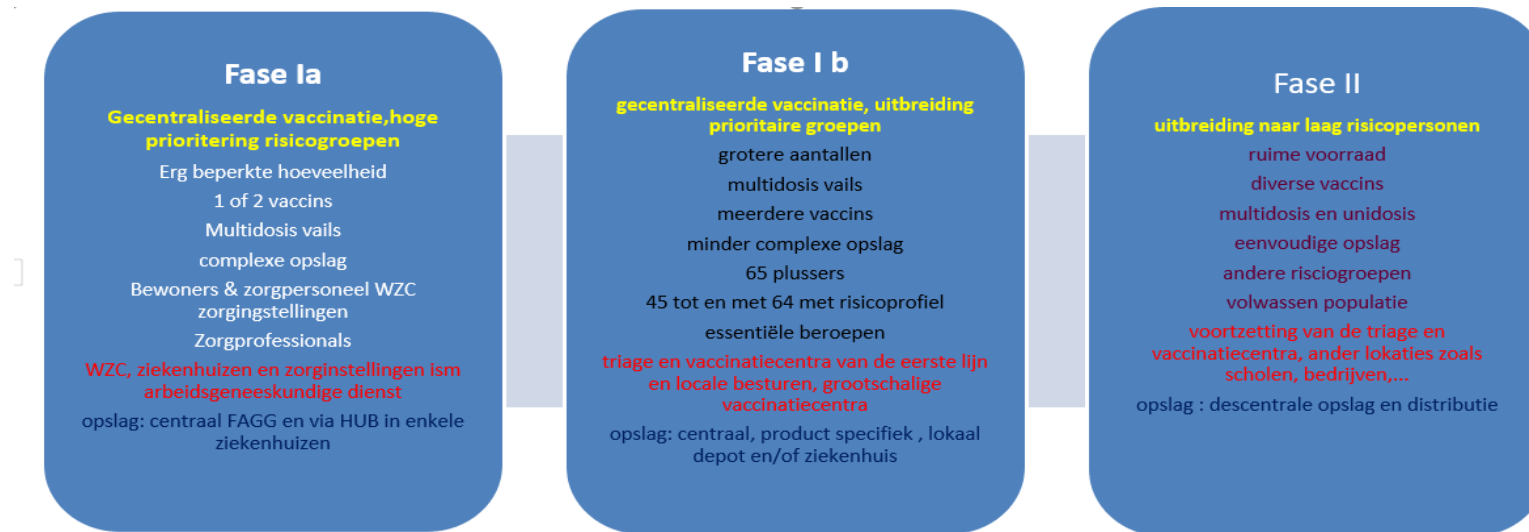 Fase Ia
Gecentraliseerde vaccinatie,hoge
prioritering risicogroepen
Erg beperkte hoeveelheid
1 of 2 vaccins
Multidosis vails
complexe opslag
Bewoners & zorgpersoneel WZC
zorgingstellingen
Zorgprofessionals
WZC, ziekenhuizen en zorginstellingen ism
arbeidsgeneeskundige dienst
opslag: centraal FAGG en via HUB in enkele
ziekenhuizen
Fase I b
gecentraliseerde vaccinatie, uitbreiding
prioritaire groepen
grotere aantallen
multidosis vails
meerdere vaccins
minder complexe opslag
65 plussers
45 tot en met 64 met risicoprofiel
essentiële beroepen
triage en vaccinatiecentra van de eerste lijn
en locale besturen, grootschalige
vaccinatiecentra
opslag: centraal, product specifiek , lokaal
depot en/of ziekenhuis
Fase II
uitbreiding naar laag risicopersonen
ruime voorraad
diverse vaccins
multidosis en unidosis
eenvoudige opslag
andere risciogroepen
volwassen populatie
voortzetting van de triage en
vaccinatiecentra, ander lokaties zoals
scholen, bedrijven,...
opslag : descentrale opslag en distributie